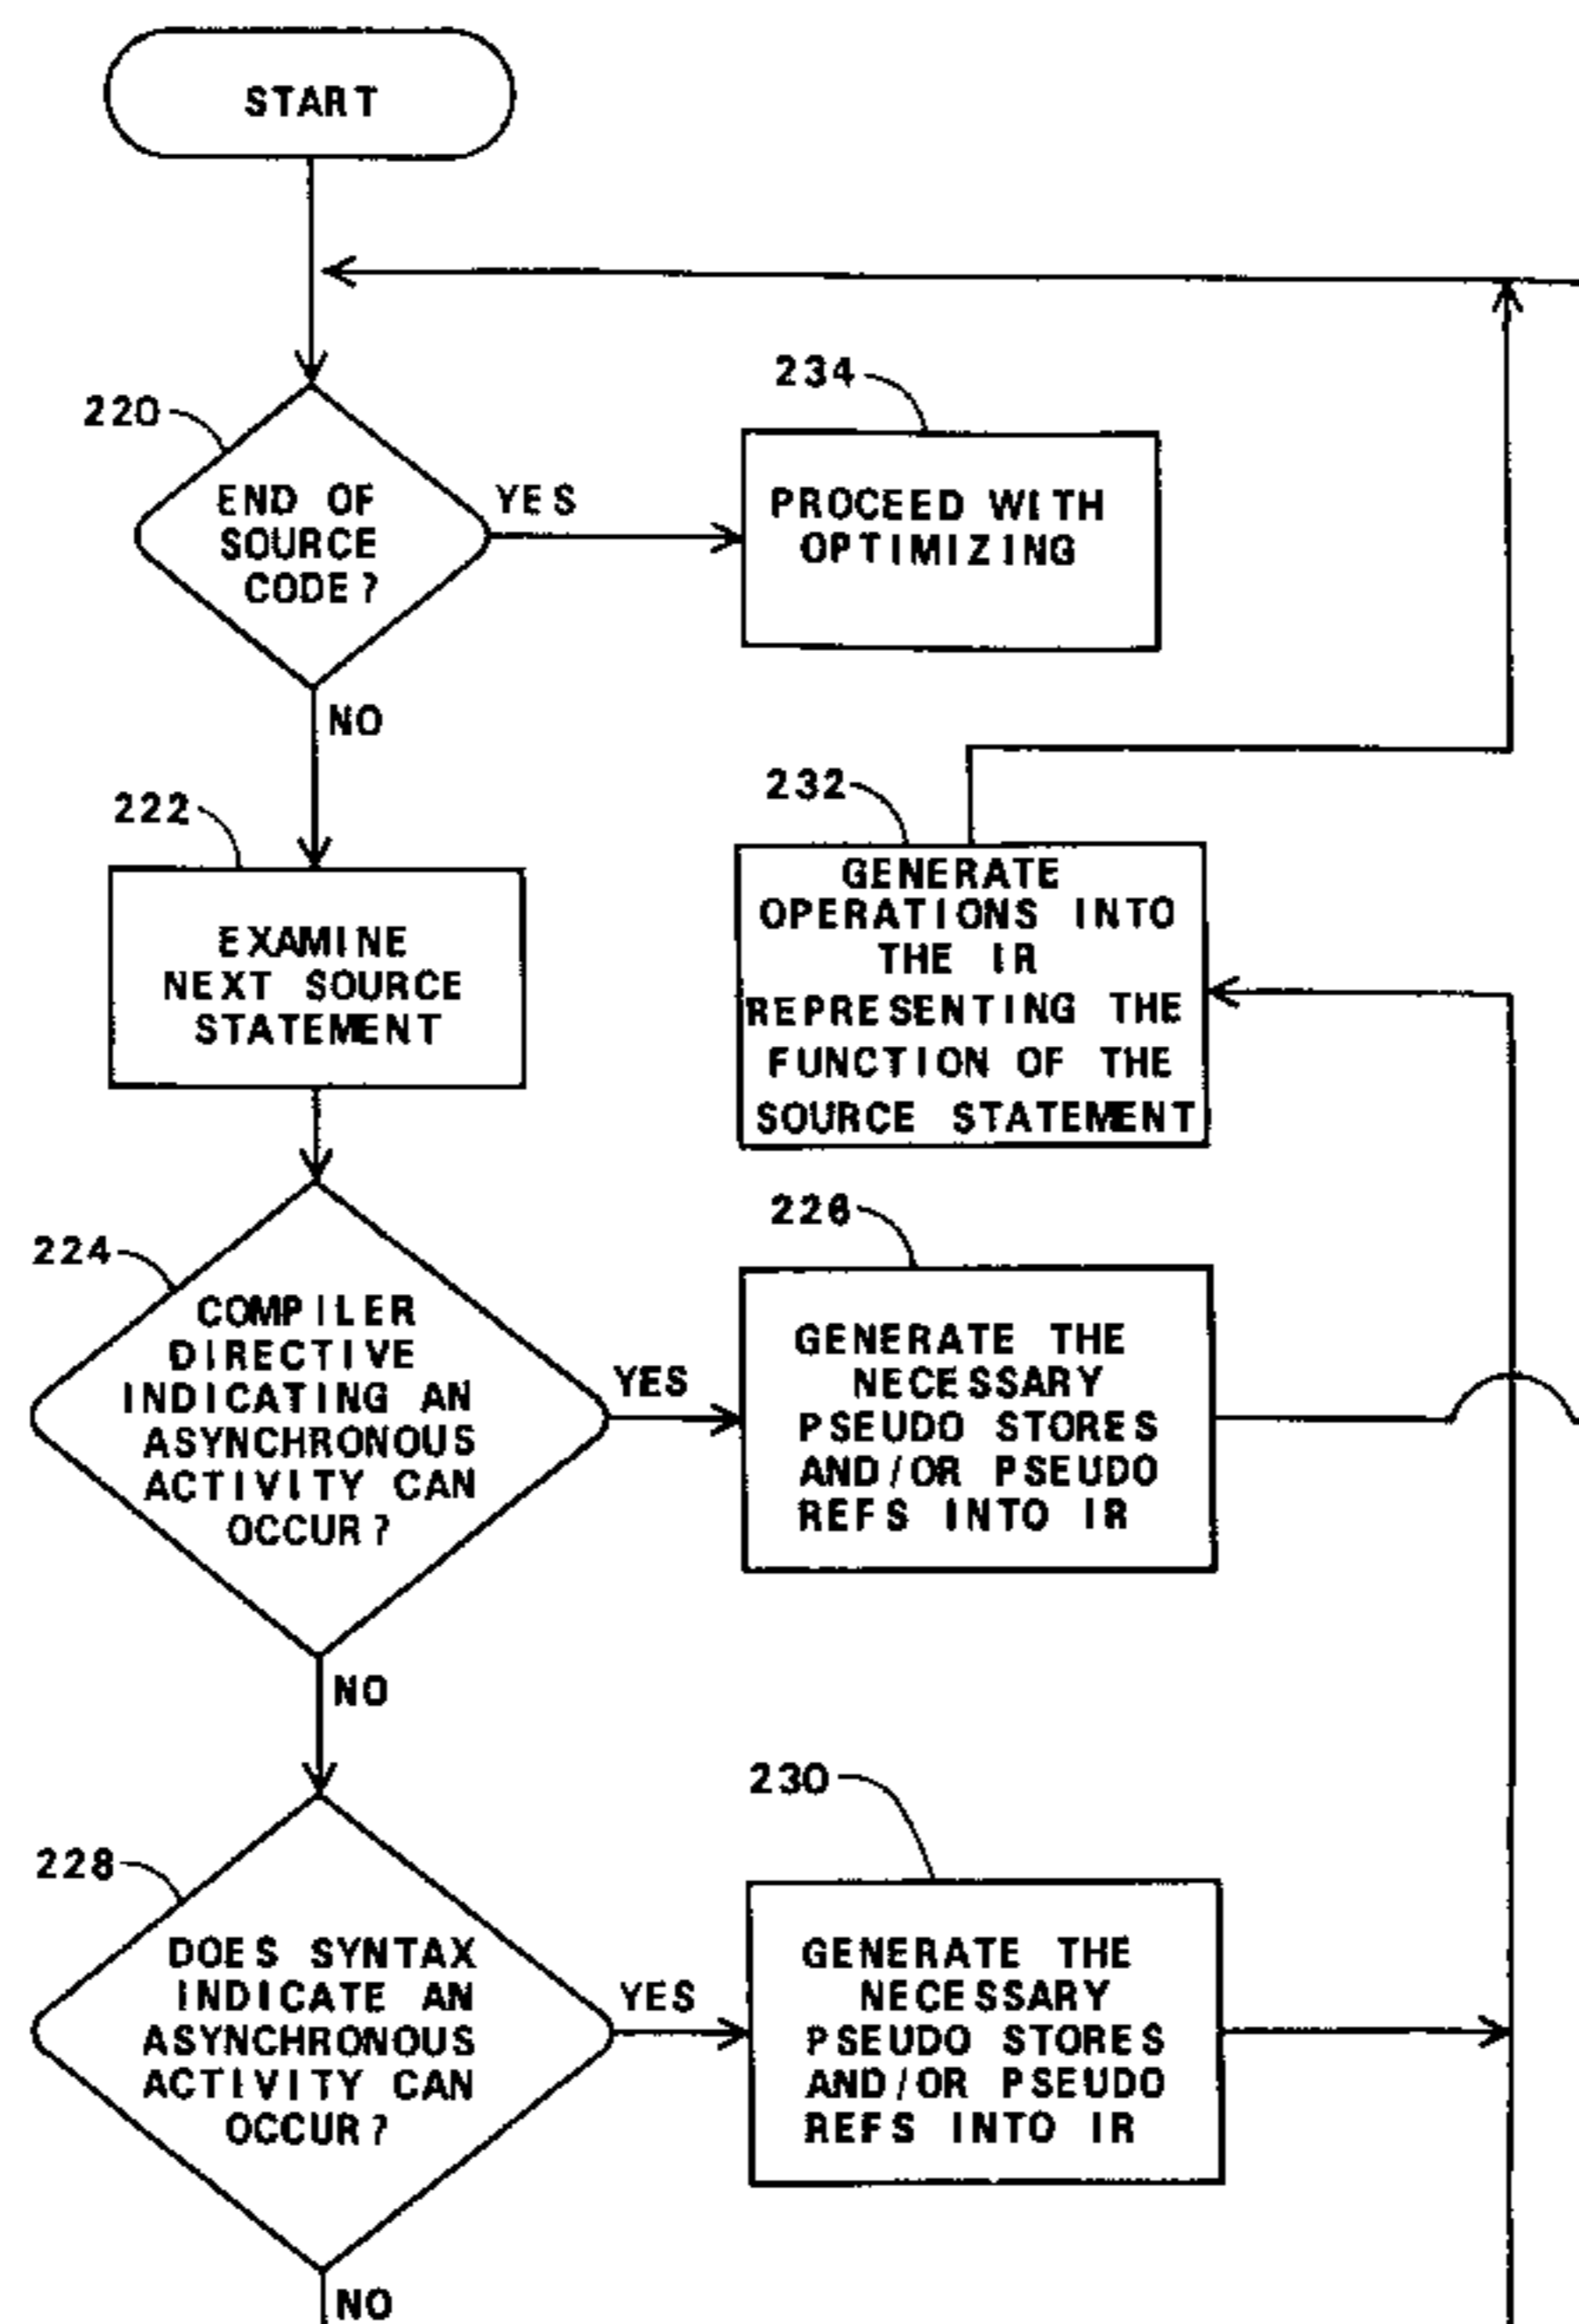 START
220
END OF
SOURCE
CODE?
YES
234
PROCEED WITH
OPTIMIZING
NO
222
EXAMINE
NEXT SOURCE
STATEMENT
232
GENERATE
OPERATIONS INTO
THE IR
REPRESENTING THE
FUNCTION OF THE
SOURCE STATEMENT
224
COMPILER
DIRECTIVE
INDICATING AN
ASYNCHRONOUS
ACTIVITY CAN
OCCUR?
YES
226
GENERATE THE
NECESSARY
PSEUDO STORES
AND/OR PSEUDO
REFS INTO IR
NO
228
DOES SYNTAX
INDICATE AN
ASYNCHRONOUS
ACTIVITY CAN
OCCUR?
YES
230
GENERATE THE
NECESSARY
PSEUDO STORES
AND/OR PSEUDO
REFS INTO IR
NO